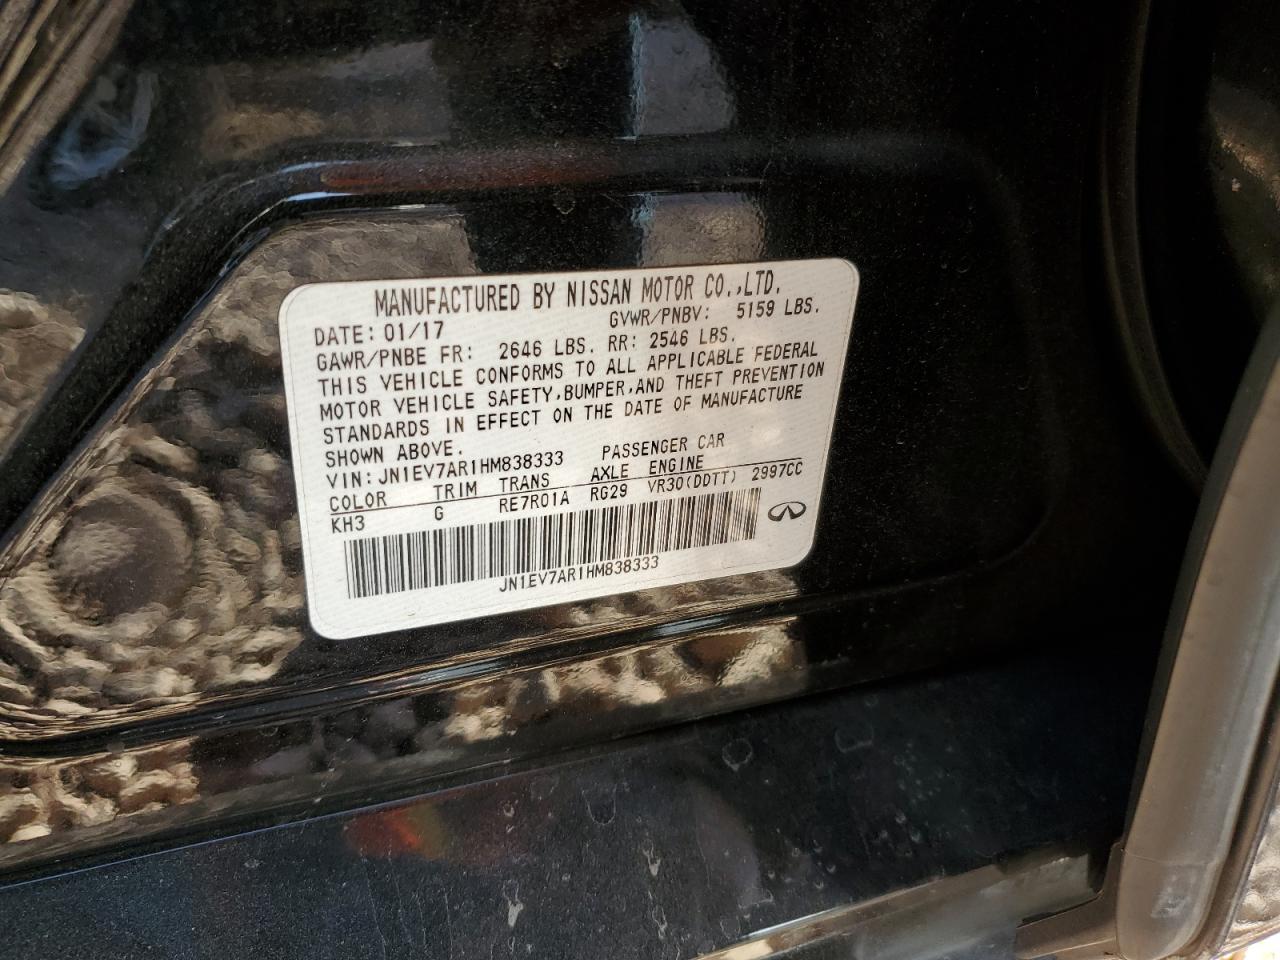 MANUFACTURED BY NISSAN MOTOR CO.,LTD.
DATE: 01/17 GVWR/PNBV: 5159 LBS.
GAWR/PNBE FR: 2646 LBS. RR: 2546 LBS.
THIS VEHICLE CONFORMS TO ALL APPLICABLE FEDERAL
MOTOR VEHICLE SAFETY,BUMPER,AND THEFT PREVENTION
STANDARDS IN EFFECT ON THE DATE OF MANUFACTURE
SHOWN ABOVE.
VIN: JN1EV7AR1HM838333 PASSENGER CAR
COLOR TRIM TRANS AXLE ENGINE
KH3 G RE7R01A RG29 VR30(DDTT) 2997CC
JN1EV7AR1HM838333